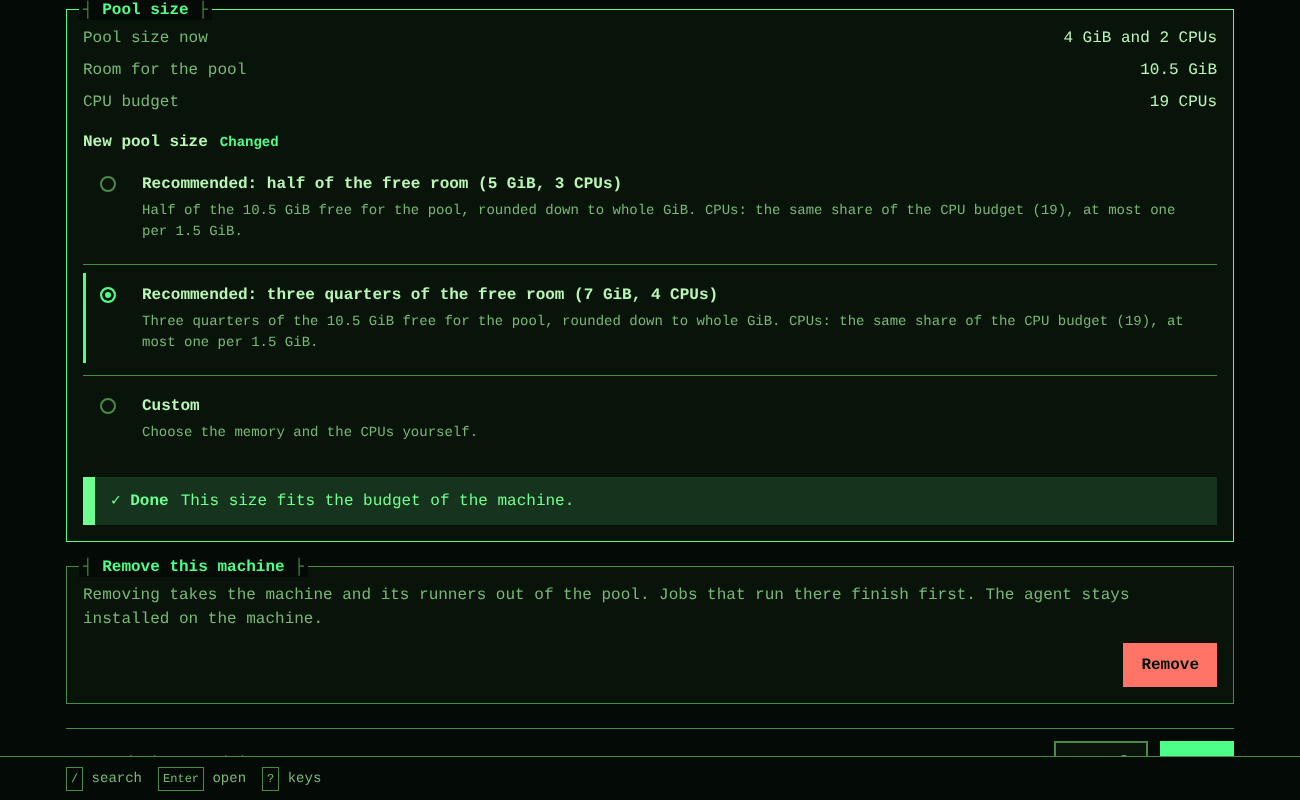 Pool size
Pool size now 4 GiB and 2 CPUs
Room for the pool 10.5 GiB
CPU budget 19 CPUs
New pool size Changed
Recommended: half of the free room (5 GiB, 3 CPUs)
Half of the 10.5 GiB free for the pool, rounded down to whole GiB. CPUs: the same share of the CPU budget (19), at most one
per 1.5 GiB.
Recommended: three quarters of the free room (7 GiB, 4 CPUs)
Three quarters of the 10.5 GiB free for the pool, rounded down to whole GiB. CPUs: the same share of the CPU budget (19), at
most one per 1.5 GiB.
Custom
Choose the memory and the CPUs yourself.
✓ Done This size fits the budget of the machine.
Remove this machine
Removing takes the machine and its runners out of the pool. Jobs that run there finish first. The agent stays
installed on the machine.
Remove
/ search Enter open ? keys